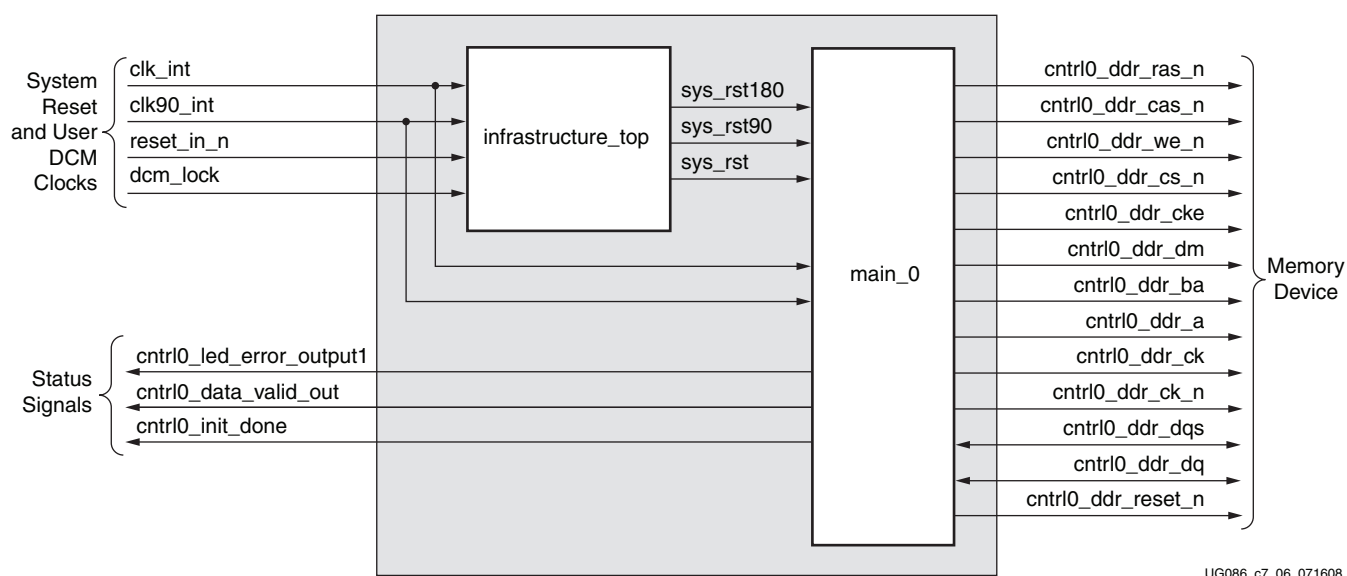 System
Reset
and User
DCM
Clocks
clk_int
clk90_int
reset_in_n
dcm_lock
infrastructure_top
sys_rst180
sys_rst90
sys_rst
main_0
cntrl0_ddr_ras_n
cntrl0_ddr_cas_n
cntrl0_ddr_we_n
cntrl0_ddr_cs_n
cntrl0_ddr_cke
cntrl0_ddr_dm
cntrl0_ddr_ba
cntrl0_ddr_a
cntrl0_ddr_ck
cntrl0_ddr_ck_n
cntrl0_ddr_dqs
cntrl0_ddr_dq
cntrl0_ddr_reset_n
Memory
Device
Status
Signals
cntrl0_led_error_output1
cntrl0_data_valid_out
cntrl0_init_done
UG086_c7_06_071608